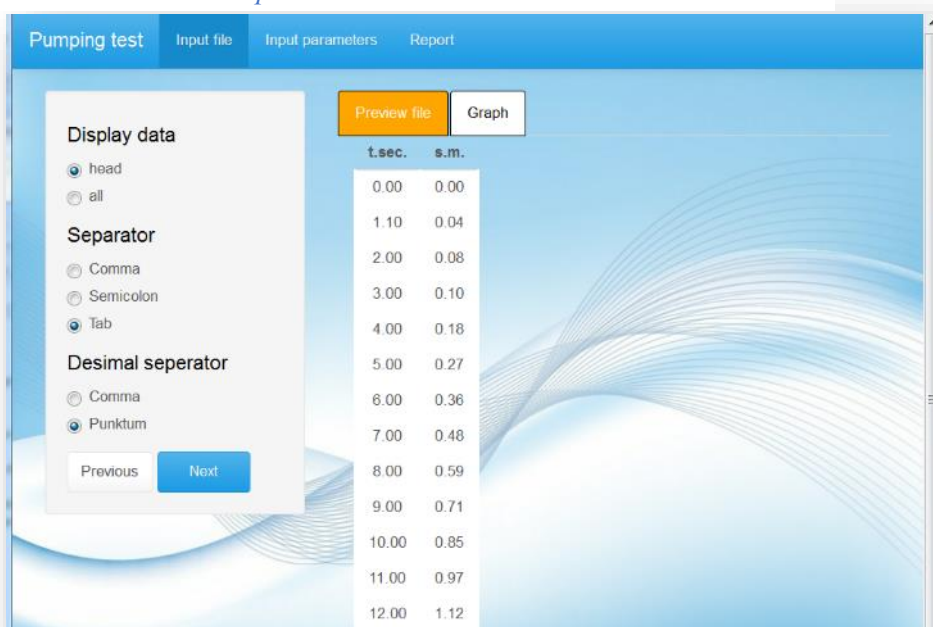 Pumping test Input file Input parameters Report
Display data
head
all
Separator
Comma
Semicolon
Tab
Desimal seperator
Comma
Punktum
Previous Next
Preview file Graph
t.sec. s.m.
0.00 0.00
1.10 0.04
2.00 0.08
3.00 0.10
4.00 0.18
5.00 0.27
6.00 0.36
7.00 0.48
8.00 0.59
9.00 0.71
10.00 0.85
11.00 0.97
12.00 1.12